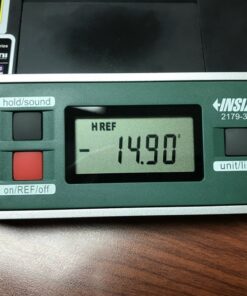 hold/sound
INSIZ
2179-3
H REF
- 14.90°
unit/li
on/REF/off